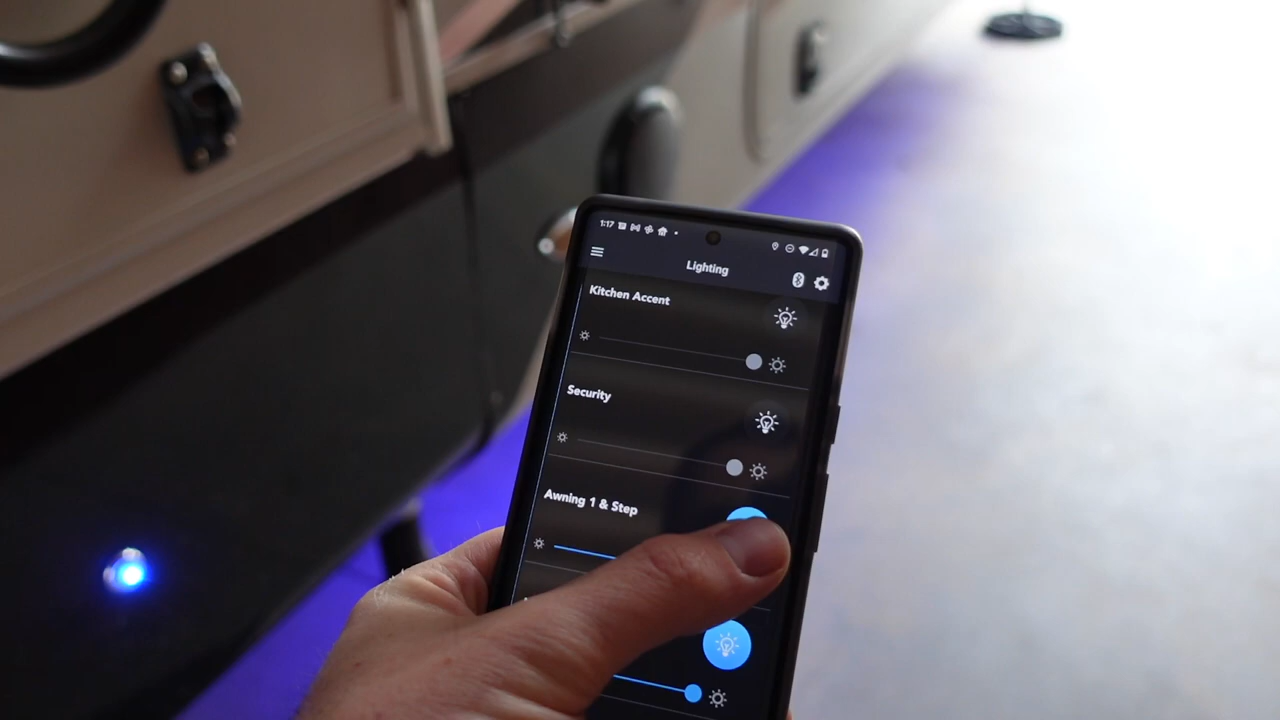 1:17
Lighting
Kitchen Accent
Security
Awning 1 & Step